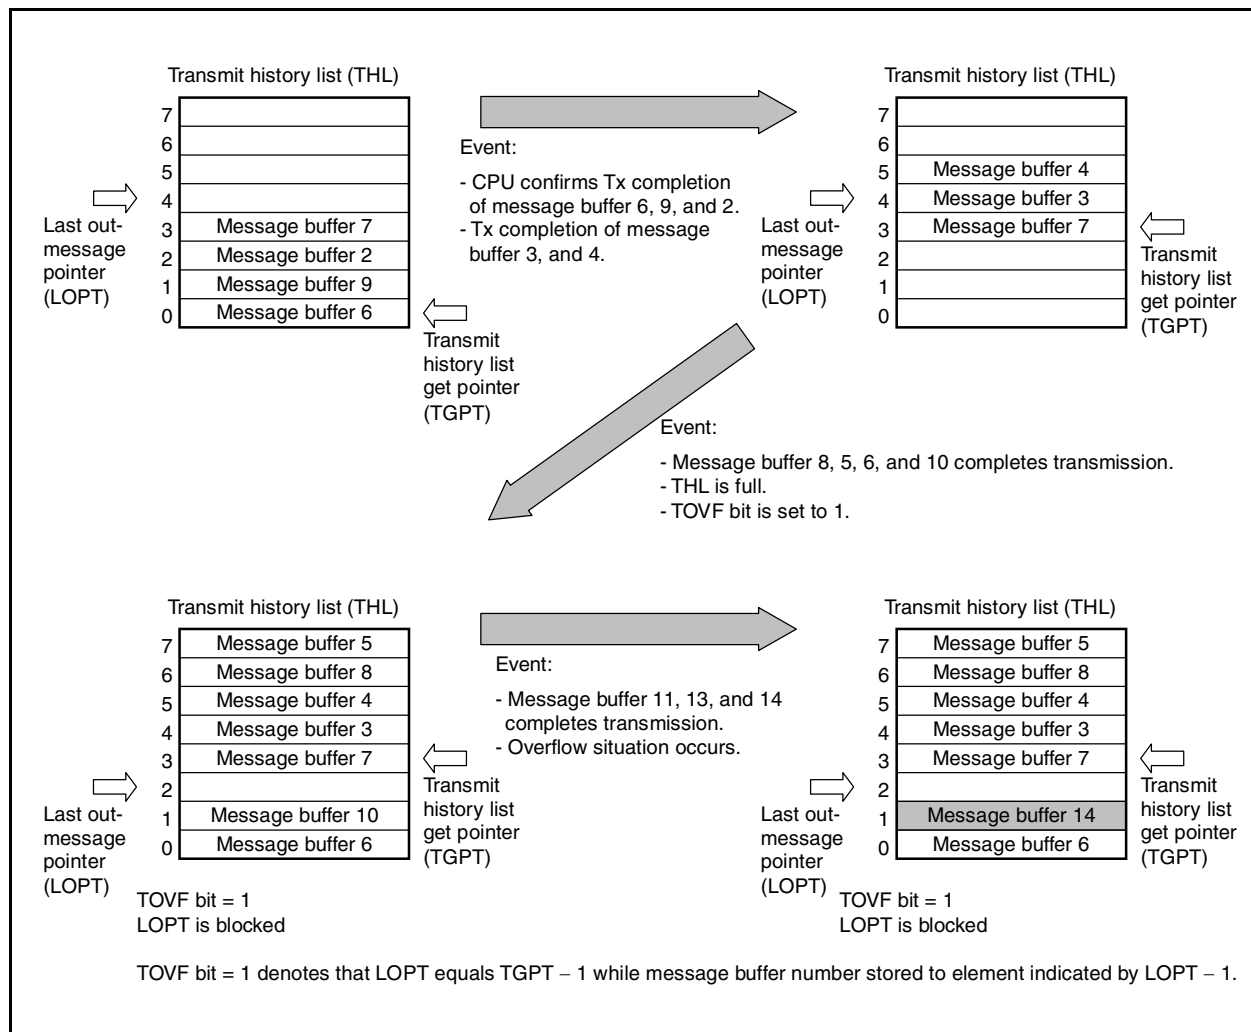 Transmit history list (THL)
7
6
5
4
3 Message buffer 7
2 Message buffer 2
1 Message buffer 9
0 Message buffer 6
Last out-
message
pointer
(LOPT)
Transmit
history list
get pointer
(TGPT)
Event:
- CPU confirms Tx completion
of message buffer 6, 9, and 2.
- Tx completion of message
buffer 3, and 4.
Transmit history list (THL)
7
6
5 Message buffer 4
4 Message buffer 3
3 Message buffer 7
2
1
0
Last out-
message
pointer
(LOPT)
Transmit
history list
get pointer
(TGPT)
Event:
- Message buffer 8, 5, 6, and 10 completes transmission.
- THL is full.
- TOVF bit is set to 1.
Transmit history list (THL)
7 Message buffer 5
6 Message buffer 8
5 Message buffer 4
4 Message buffer 3
3 Message buffer 7
2
1 Message buffer 10
0 Message buffer 6
Last out-
message
pointer
(LOPT)
Transmit
history list
get pointer
(TGPT)
TOVF bit = 1
LOPT is blocked
Event:
- Message buffer 11, 13, and 14
completes transmission.
- Overflow situation occurs.
Transmit history list (THL)
7 Message buffer 5
6 Message buffer 8
5 Message buffer 4
4 Message buffer 3
3 Message buffer 7
2
1 Message buffer 14
0 Message buffer 6
Last out-
message
pointer
(LOPT)
Transmit
history list
get pointer
(TGPT)
TOVF bit = 1
LOPT is blocked
TOVF bit = 1 denotes that LOPT equals TGPT − 1 while message buffer number stored to element indicated by LOPT − 1.